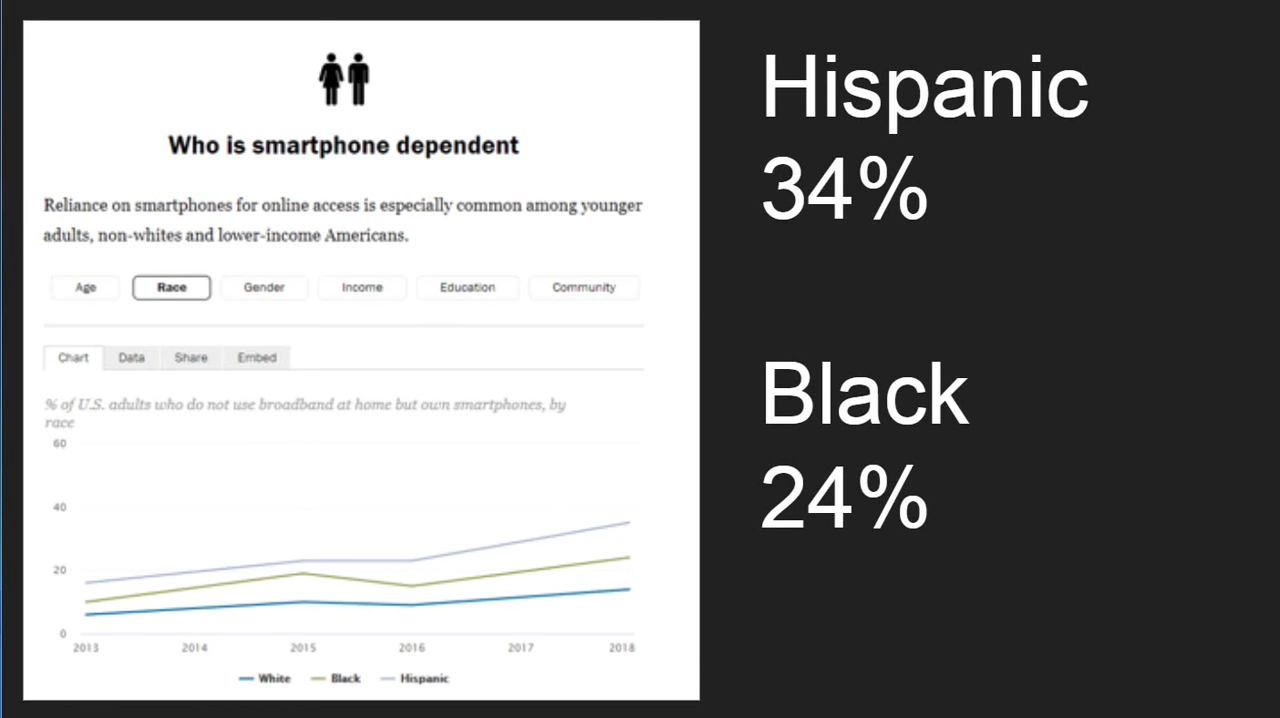 Who is smartphone dependent
Reliance on smartphones for online access is especially common among younger
adults, non-whites and lower-income Americans.
Age Race Gender Income Education Community
Chart Data Share Embed
% of U.S. adults who do not use broadband at home but own smartphones, by
race
60
40
20
0
2013 2014 2015 2016 2017 2018
White Black Hispanic
Hispanic
34%
Black
24%